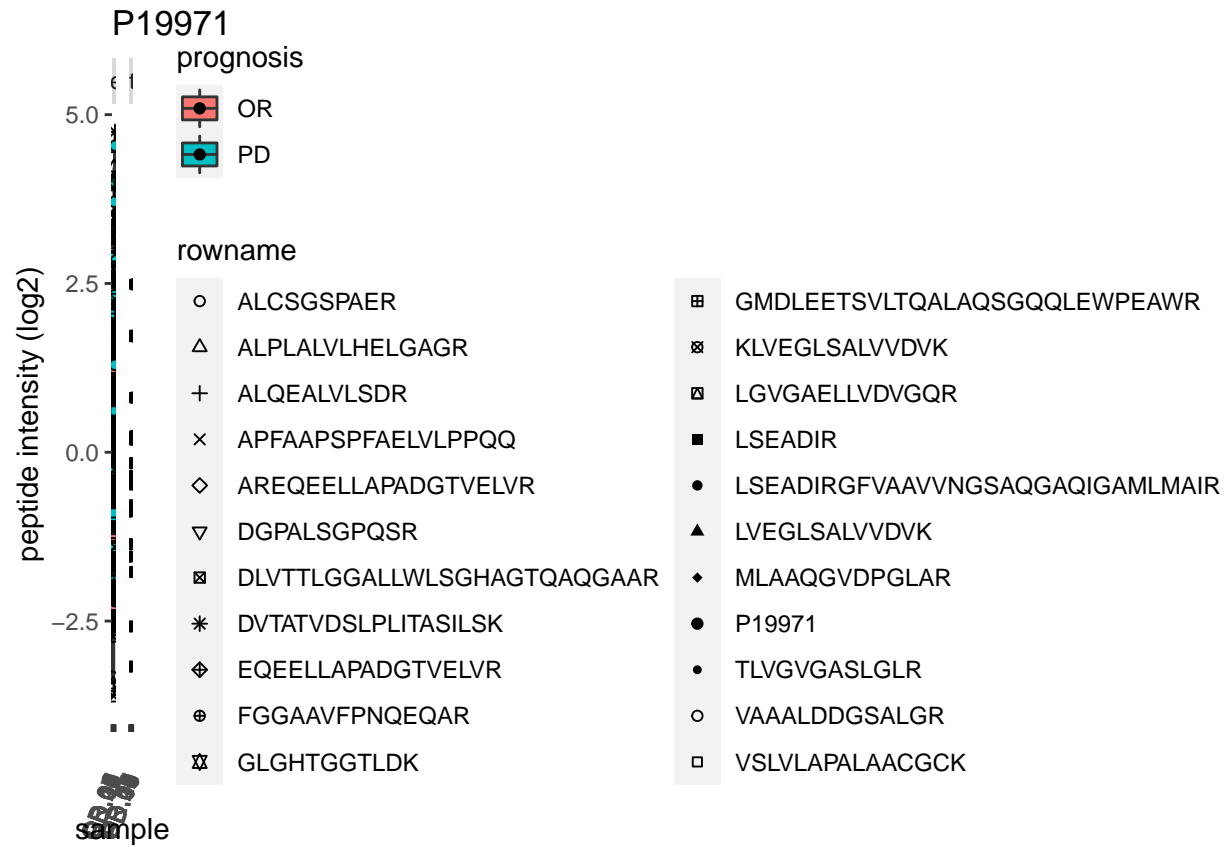 P19971
prognosis
OR
PD
rowname
ALCSGSPAER
ALPLALVLHELGAGR
ALQEALVLSDR
APFAAPSPFAELVLPPQQ
AREQEELLAPADGTVELVR
DGPALSGPQSR
DLVTTLGGALLWLSGHAGTQAQGAAR
DVTATVDSLPLITASILSK
EQEELLAPADGTVELVR
FGGAAVFPNQEQAR
GLGHTGGTLDK
GMDLEETSVLTQALAQSGQQLEWPEAWR
KLVEGLSALVVDVK
LGVGAELLVDVGQR
LSEADIR
LSEADIRGFVAAVVNGSAQGAQIGAMLMAIR
LVEGLSALVVDVK
MLAAQGVDPGLAR
P19971
TLVGVGASLGLR
VAAALDDGSALGR
VSLVLAPALAACGCK
peptide intensity (log2)
5.0
2.5
0.0
−2.5
sample